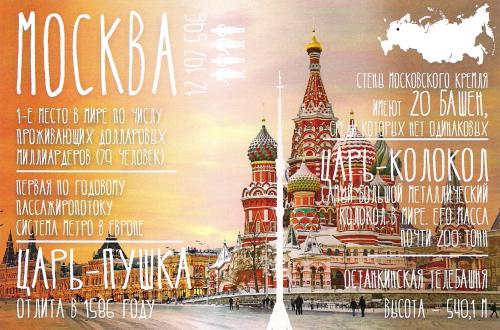 МОСКВА
12 197 596
1-Е МЕСТО В МИРЕ ПО ЧИСЛУ
ПРОЖИВАЮЩИХ ДОЛЛАРОВЫХ
МИЛЛИАРДЕРОВ (79 ЧЕЛОВЕК)
ПЕРВАЯ ПО ГОДОВОМУ
ПАССАЖИРОПОТОКУ
СИСТЕМА МЕТРО В ЕВРОПЕ
ЦАРЬ-ПУШКА
ОТЛИТА В 1586 ГОДУ
СТЕНЫ МОСКОВСКОГО КРЕМЛЯ
ИМЕЮТ 20 БАШЕН,
СРЕДИ КОТОРЫХ НЕТ ОДИНАКОВЫХ
ЦАРЬ-КОЛОКОЛ
САМЫЙ БОЛЬШОЙ МЕТАЛЛИЧЕСКИЙ
КОЛОКОЛ В МИРЕ. ЕГО МАССА
ПОЧТИ 200 ТОНН
ОСТАНКИНСКАЯ ТЕЛЕБАШНЯ
ВЫСОТА – 540,1 М